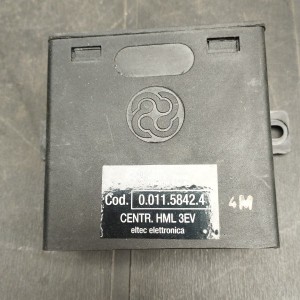 Cod. 0.011.5842.4
CENTR. HML 3EV
eltec elettronica
4M